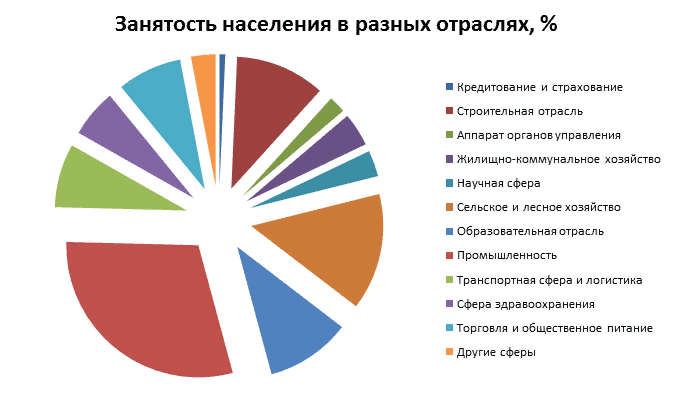 Занятость населения в разных отраслях, %
Кредитование и страхование
Строительная отрасль
Аппарат органов управления
Жилищно-коммунальное хозяйство
Научная сфера
Сельское и лесное хозяйство
Образовательная отрасль
Промышленность
Транспортная сфера и логистика
Сфера здравоохранения
Торговля и общественное питание
Другие сферы